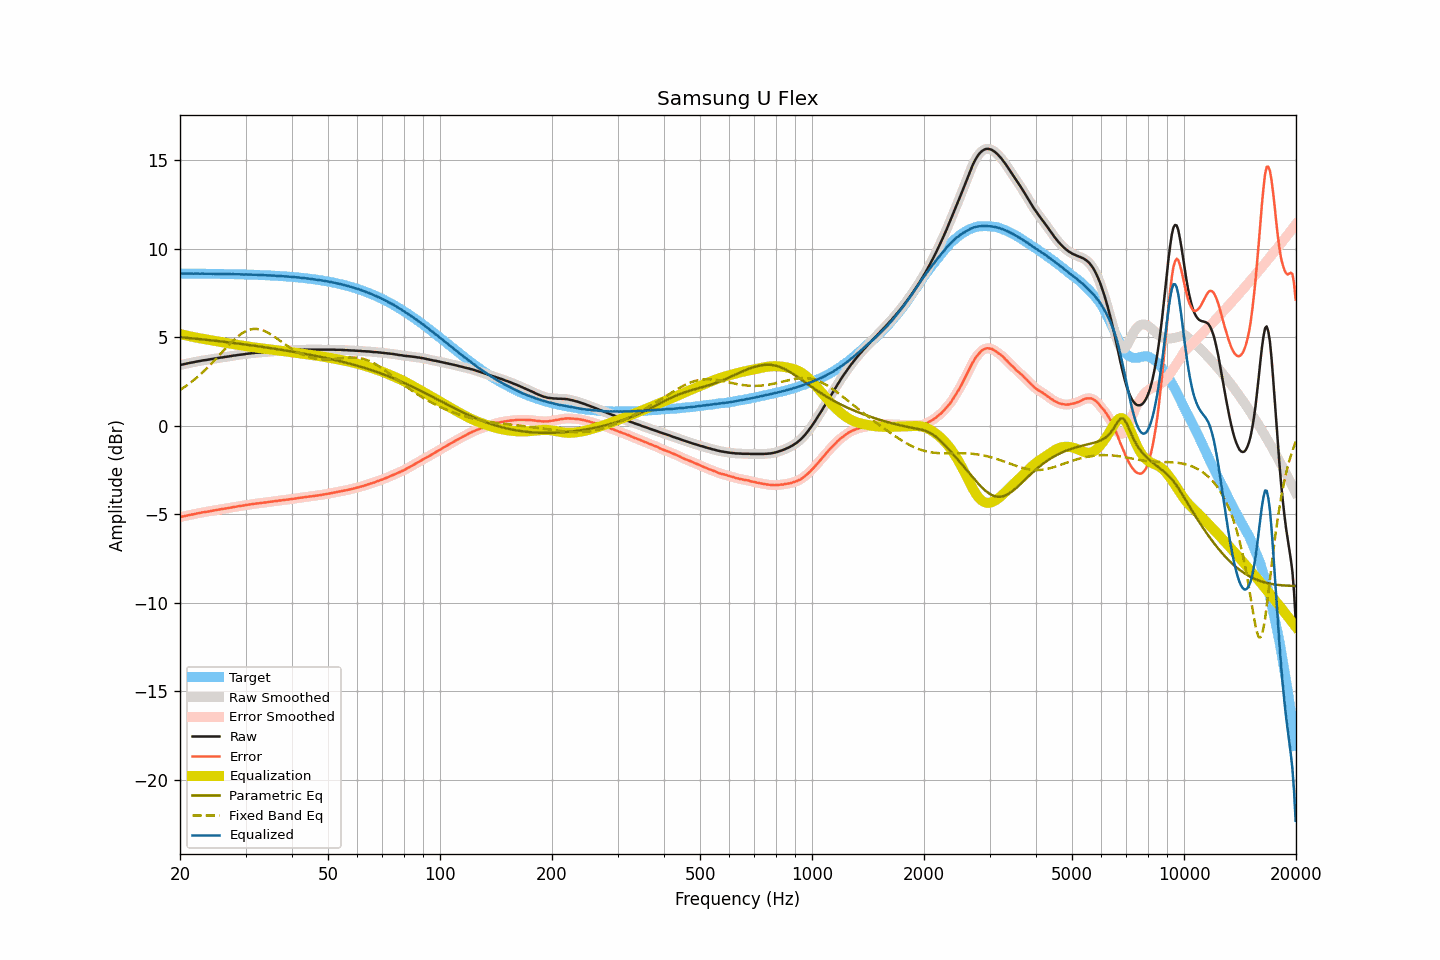 Samsung U Flex
Amplitude (dBr)
15
10
5
0
−5
−10
−15
−20
Target
Raw Smoothed
Error Smoothed
Raw
Error
Equalization
Parametric Eq
Fixed Band Eq
Equalized
20 50 100 200 500 1000 2000 5000 10000 20000
Frequency (Hz)